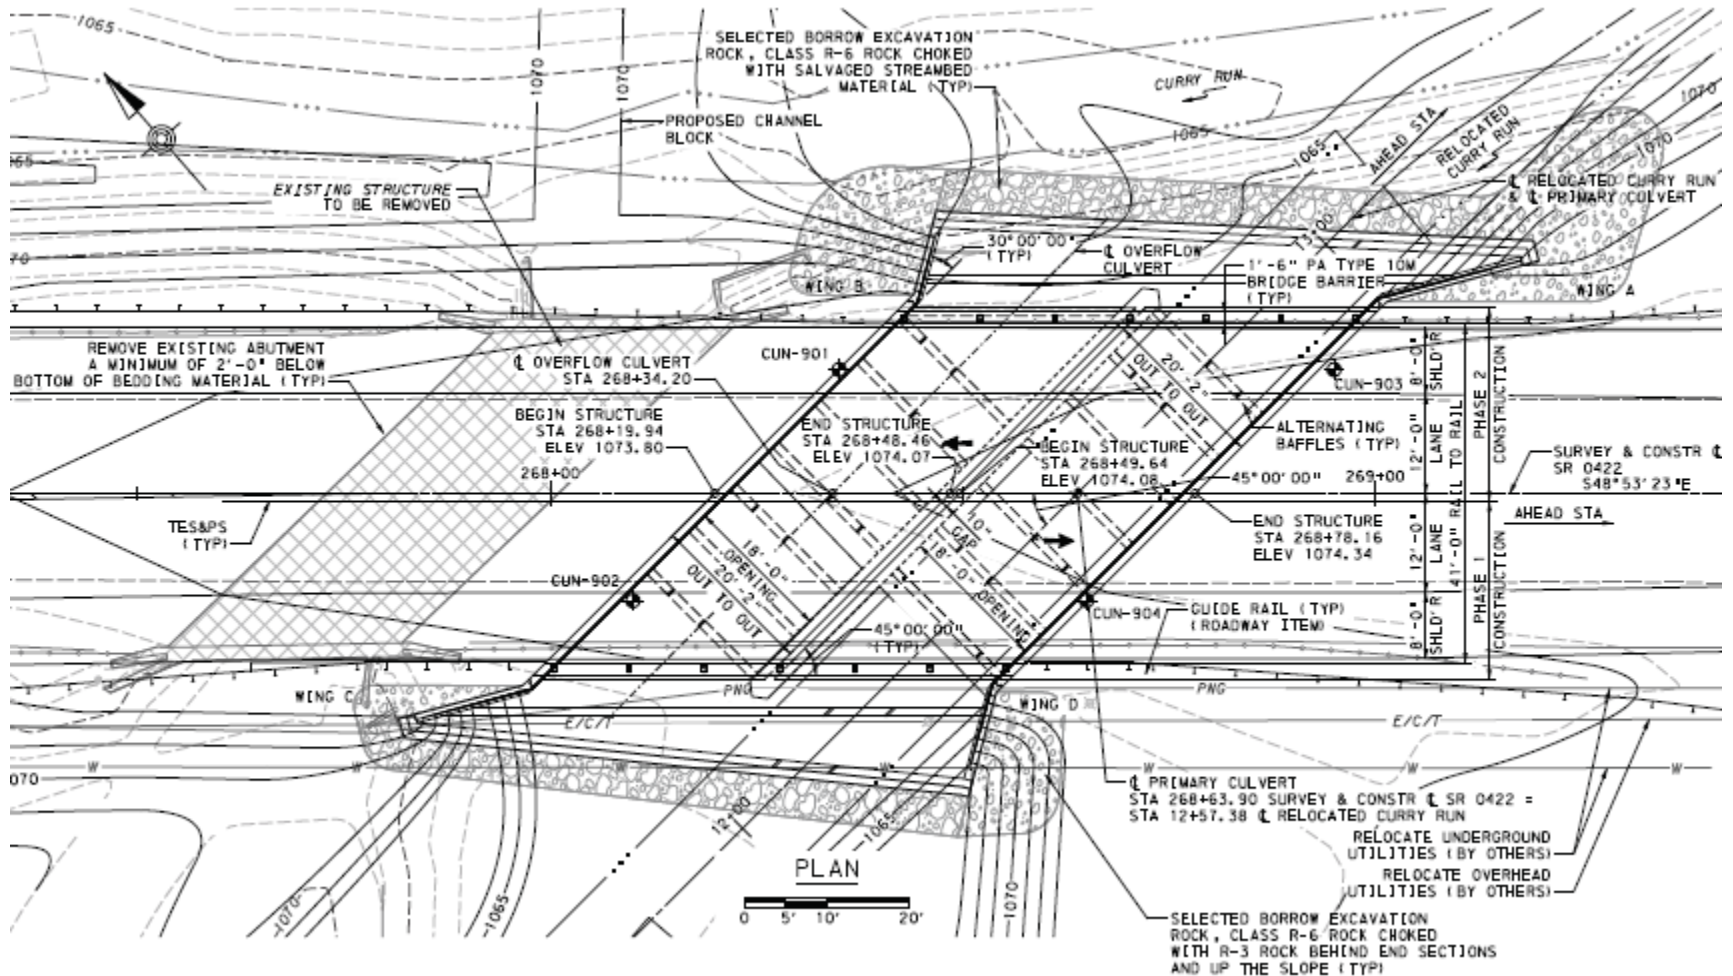 1065
1070
1070
SELECTED BORROW EXCAVATION
ROCK, CLASS R-6 ROCK CHOKED
WITH SALVAGED STREAMBED
MATERIAL (TYP)
CURRY RUN
1070
PROPOSED CHANNEL
BLOCK
1065
1065
AHEAD STA
RELOCATED
CURRY RUN
1070
65
EXISTING STRUCTURE
TO BE REMOVED
℄ RELOCATED CURRY RUN
& ℄ PRIMARY CULVERT
13+00
30°00'00"
(TYP)
℄ OVERFLOW
CULVERT
70
1'-6" PA TYPE 10M
BRIDGE BARRIER
(TYP)
WING B
WING A
REMOVE EXISTING ABUTMENT
A MINIMUM OF 2'-0" BELOW
BOTTOM OF BEDDING MATERIAL (TYP)
℄ OVERFLOW CULVERT
STA 268+34.20
CUN-901
20'-2"
OUT TO OUT
CUN-903
8'-0"
SHLD'R
PHASE 2
CONSTRUCTION
BEGIN STRUCTURE
STA 268+19.94
ELEV 1073.80
END STRUCTURE
STA 268+48.46
ELEV 1074.07
BEGIN STRUCTURE
STA 268+49.64
ELEV 1074.08
ALTERNATING
BAFFLES (TYP)
12'-0"
LANE
41'-0" RAIL TO RAIL
SURVEY & CONSTR ℄
SR 0422
S48°53'23"E
268+00
45°00'00"
269+00
TES&PS
(TYP)
10"
GAP
END STRUCTURE
STA 268+78.16
ELEV 1074.34
AHEAD STA
12'-0"
LANE
PHASE 1
CONSTRUCTION
18'-0"
OPENING
20'-2"
OUT TO OUT
18'-0"
OPENING
CUN-902
CUN-904
GUIDE RAIL (TYP)
(ROADWAY ITEM)
8'-0"
SHLD'R
45°00'00"
(TYP)
WING C
PNG
WING D
PNG
E/C/T
E/C/T
1070
W
W
W
W
W
W
W
12+00
1065
℄ PRIMARY CULVERT
STA 268+63.90 SURVEY & CONSTR ℄ SR 0422 =
STA 12+57.38 ℄ RELOCATED CURRY RUN
RELOCATE UNDERGROUND
UTILITIES (BY OTHERS)
RELOCATE OVERHEAD
UTILITIES (BY OTHERS)
PLAN
0 5' 10' 20'
1070
1065
1070
SELECTED BORROW EXCAVATION
ROCK, CLASS R-6 ROCK CHOKED
WITH R-3 ROCK BEHIND END SECTIONS
AND UP THE SLOPE (TYP)